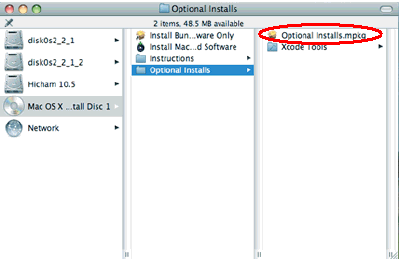 Optional Installs
2 items, 48.5 MB available
disk0s2_2_1
disk0s2_2_1_2
Hicham 10.5
Mac OS X ...tall Disc 1
Network
Install Bun...ware Only
Install Mac...d Software
Instructions
Optional Installs
Optional Installs.mpkg
Xcode Tools